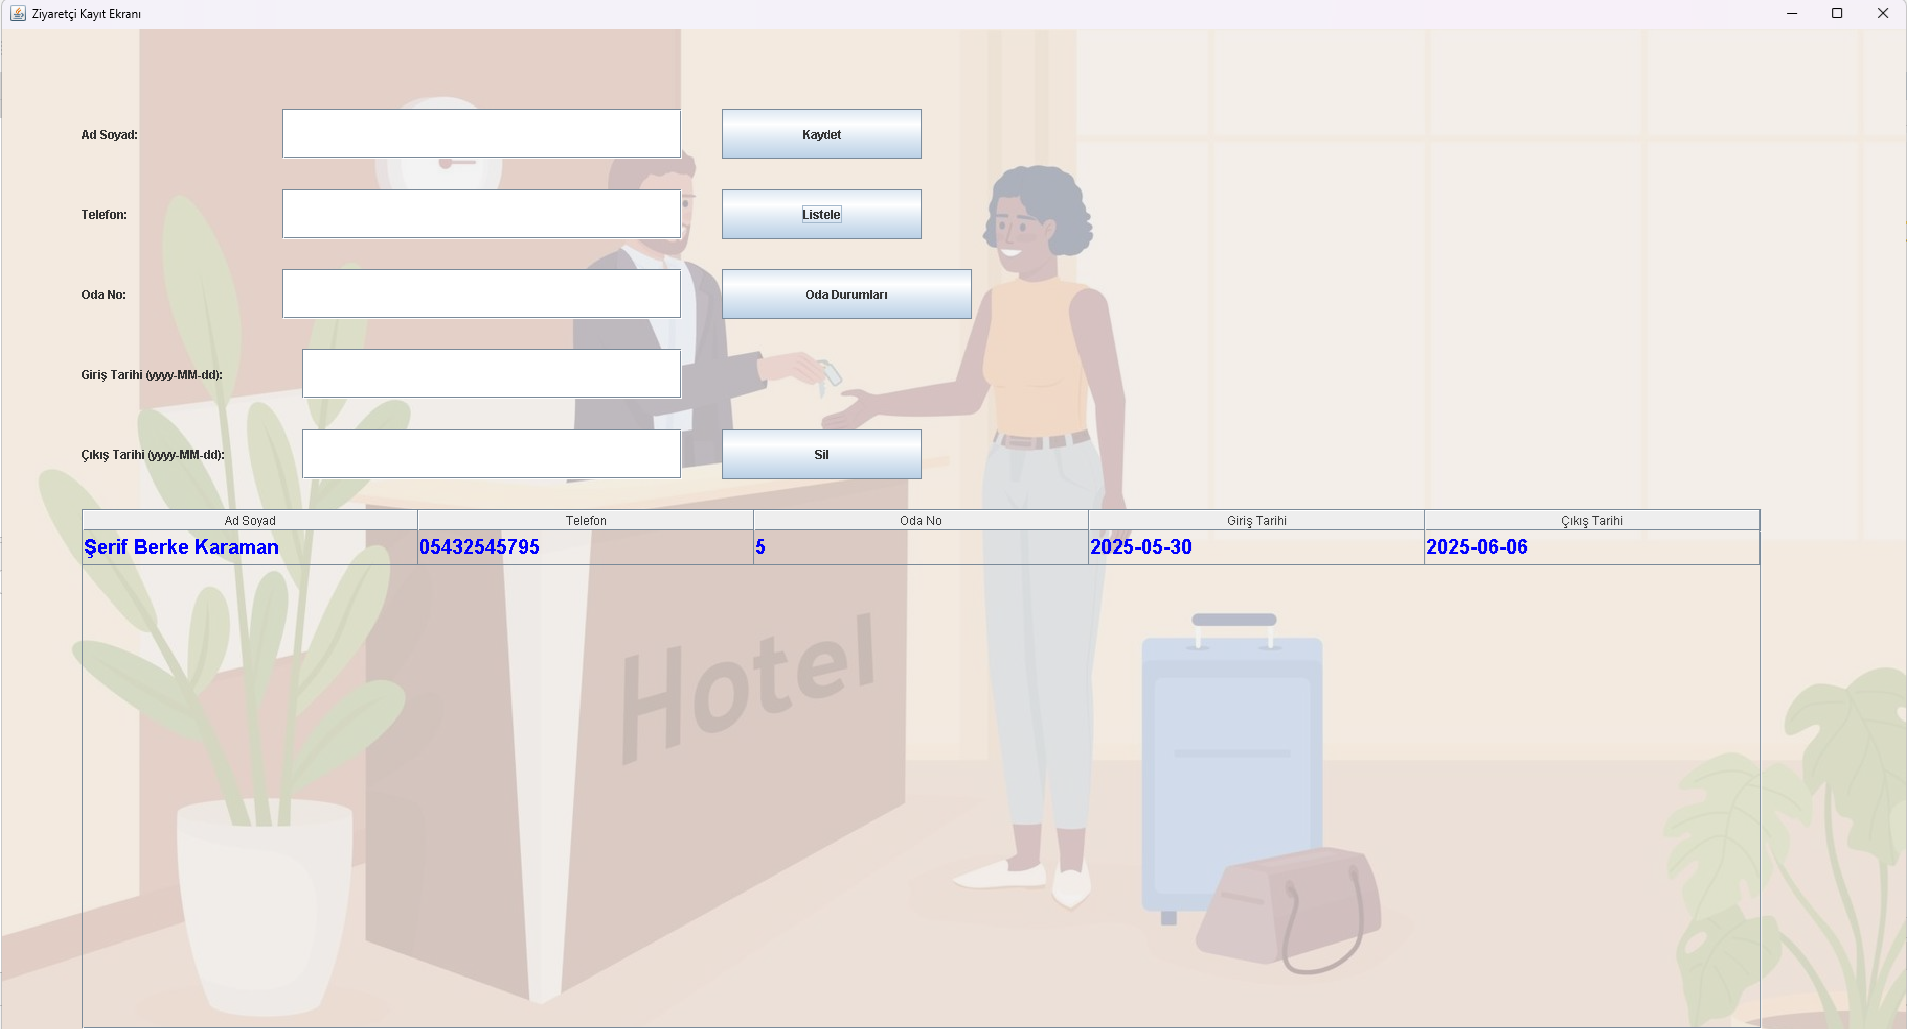 Ziyaretçi Kayıt Ekranı
Ad Soyad:
Kaydet
Telefon:
Listele
Oda No:
Oda Durumları
Giriş Tarihi (yyyy-MM-dd):
Çıkış Tarihi (yyyy-MM-dd):
Sil
Ad Soyad Telefon Oda No Giriş Tarihi Çıkış Tarihi
Şerif Berke Karaman 05432545795 5 2025-05-30 2025-06-06
Hotel